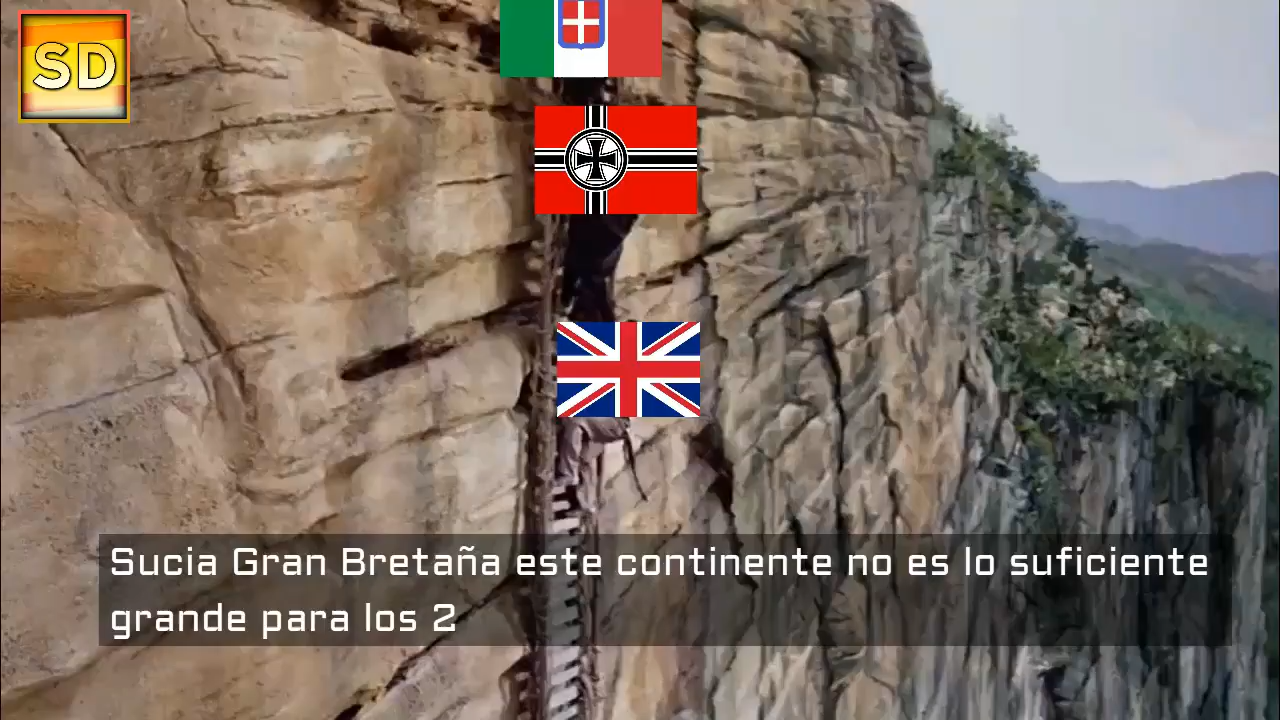 SD
Sucia Gran Bretaña este continente no es lo suficiente
grande para los 2